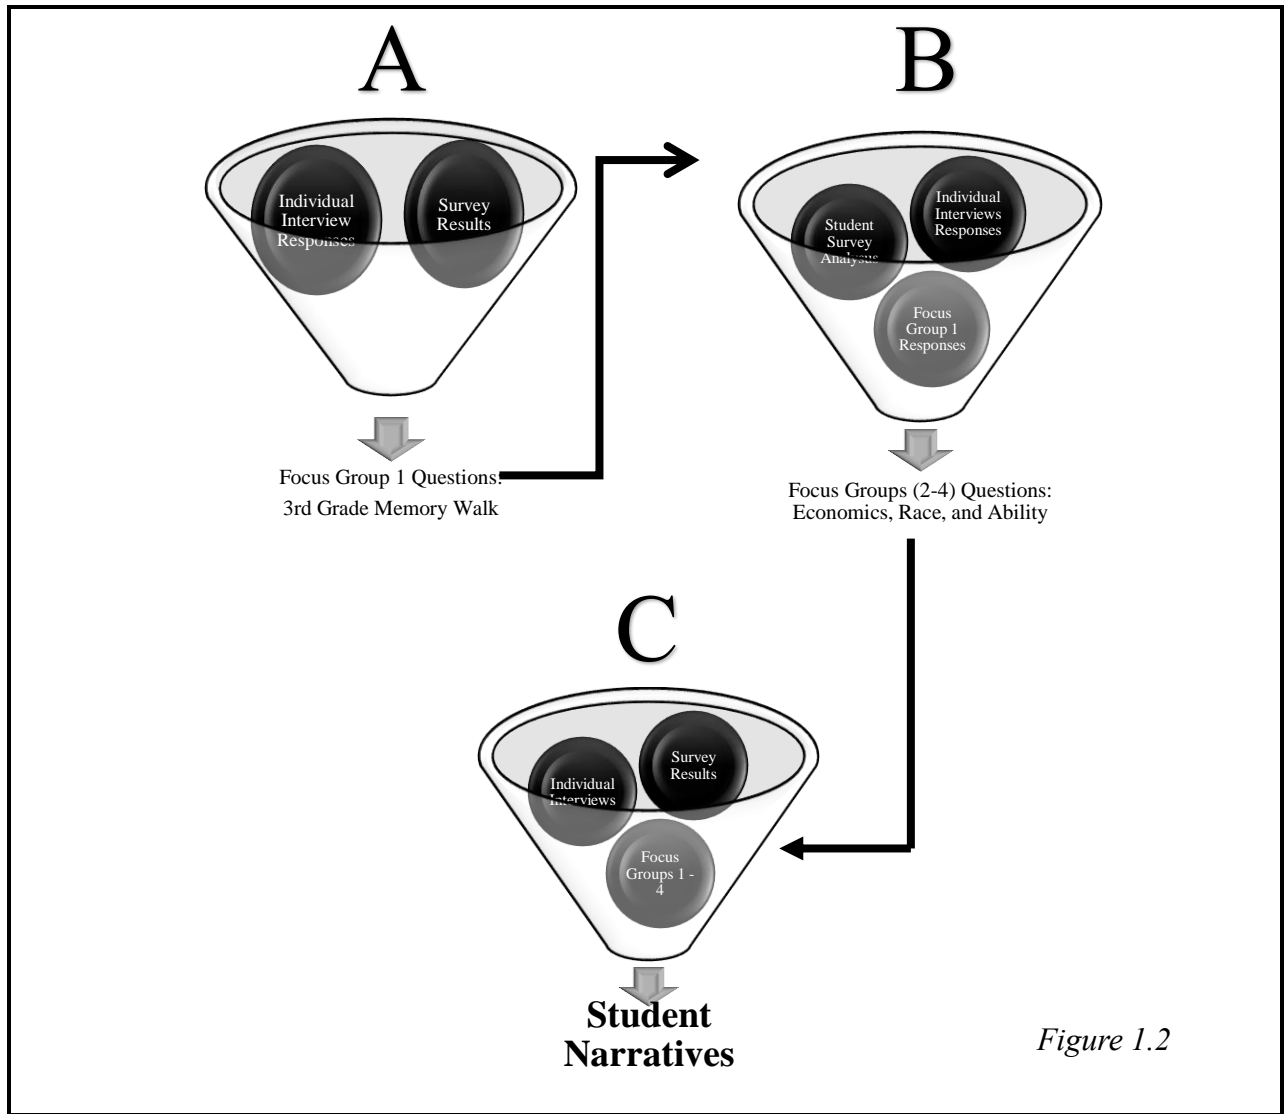 A
B
Individual
Interview
Responses
Survey
Results
Student
Survey
Analysus
Individual
Interviews
Responses
Focus
Group 1
Responses
Focus Group 1 Questions:
3rd Grade Memory Walk
Focus Groups (2-4) Questions:
Economics, Race, and Ability
C
Individual
Interviews
Survey
Results
Focus
Groups 1 -
4
Student
Narratives
Figure 1.2